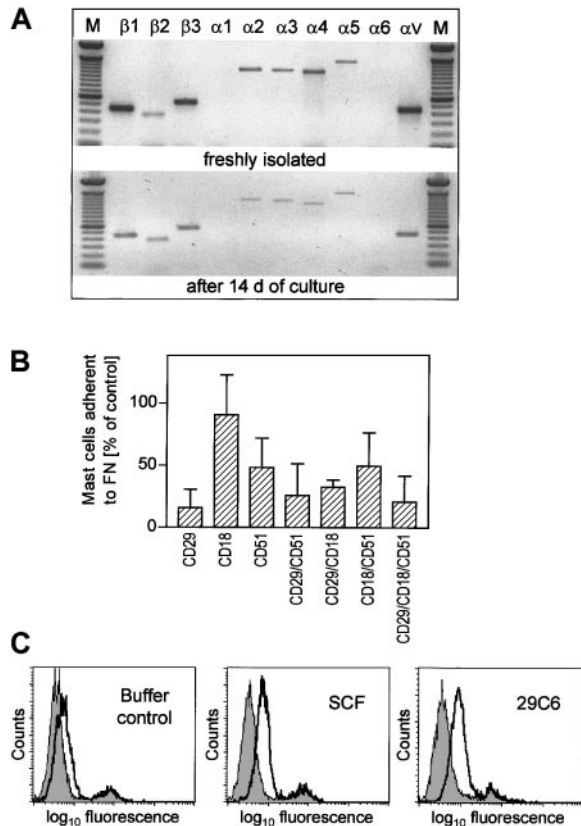 A
M β1 β2 β3 α1 α2 α3 α4 α5 α6 αv M
freshly isolated
after 14 d of culture
B
Mast cells adherent
to FN [% of control]
100
50
0
CD29
CD18
CD51
CD29/CD51
CD29/CD18
CD18/CD51
CD29/CD18/CD51
C
Counts
Buffer
control
log10 fluorescence
Counts
SCF
log10 fluorescence
Counts
29C6
log10 fluorescence